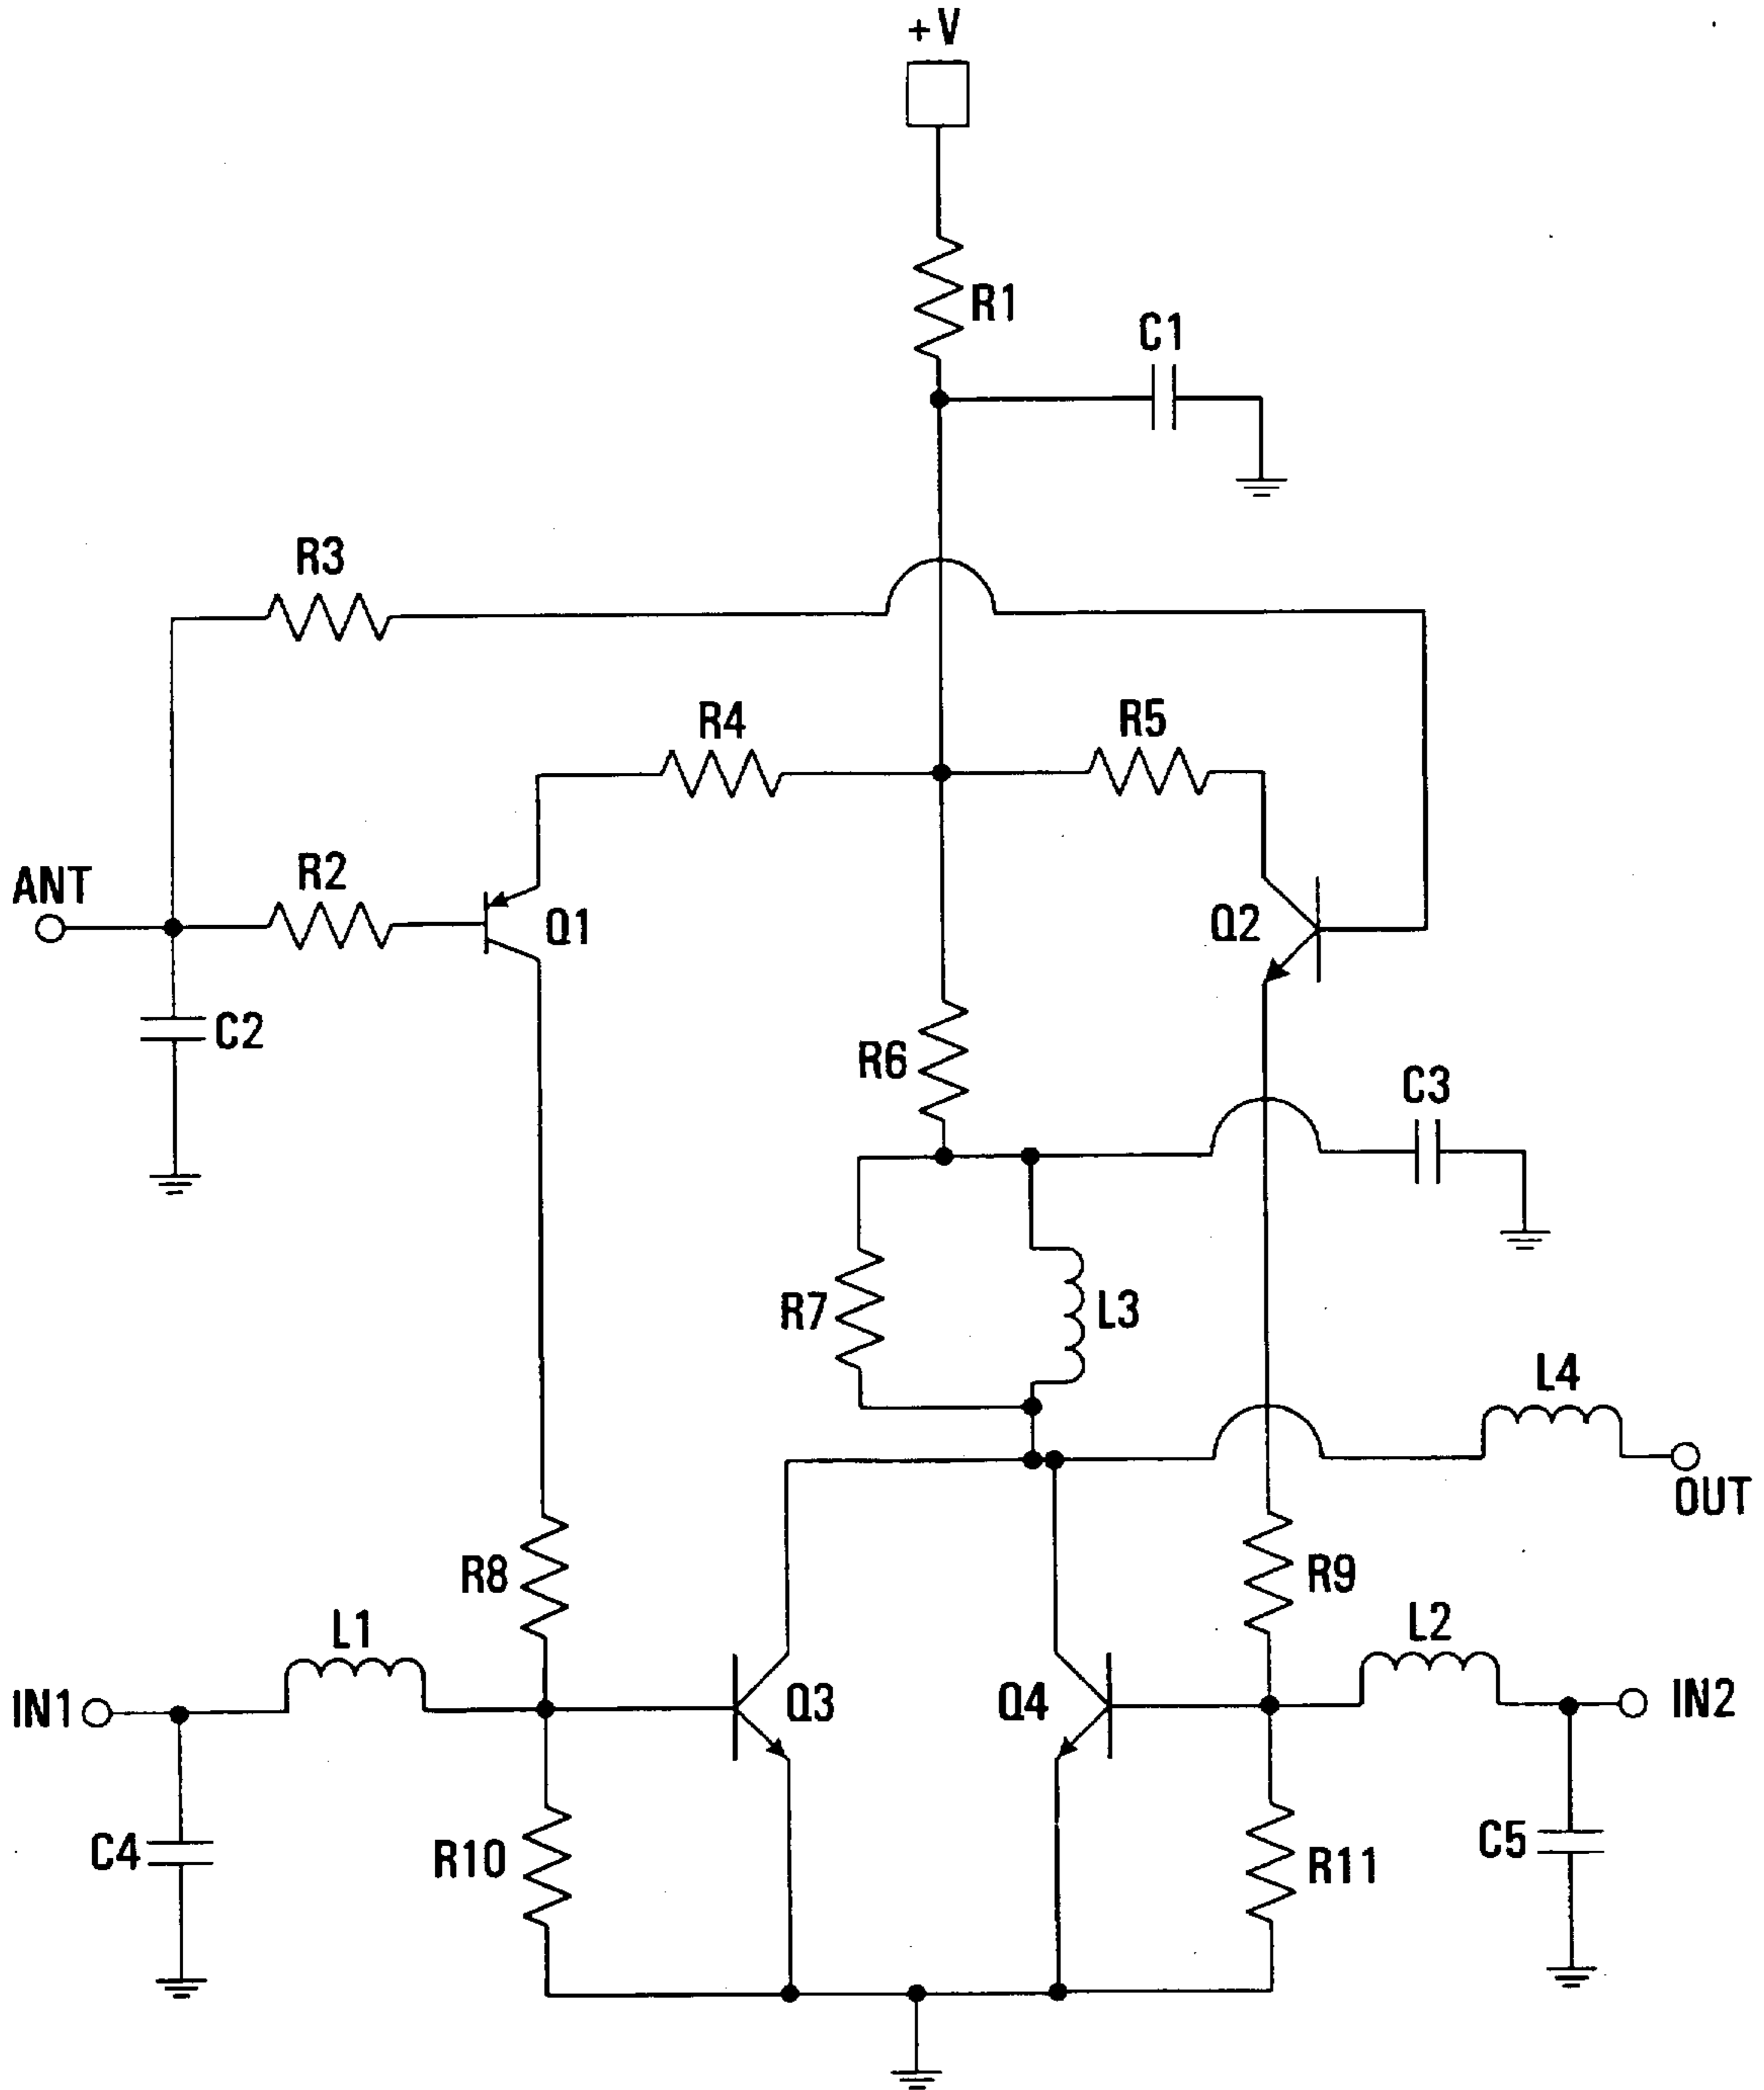 +V
R1
C1
R3
R4
R5
ANT
R2
Q1
Q2
C2
R6
C3
R7
L3
L4
OUT
R8
R9
L1
L2
IN1
Q3
Q4
IN2
C4
R10
R11
C5